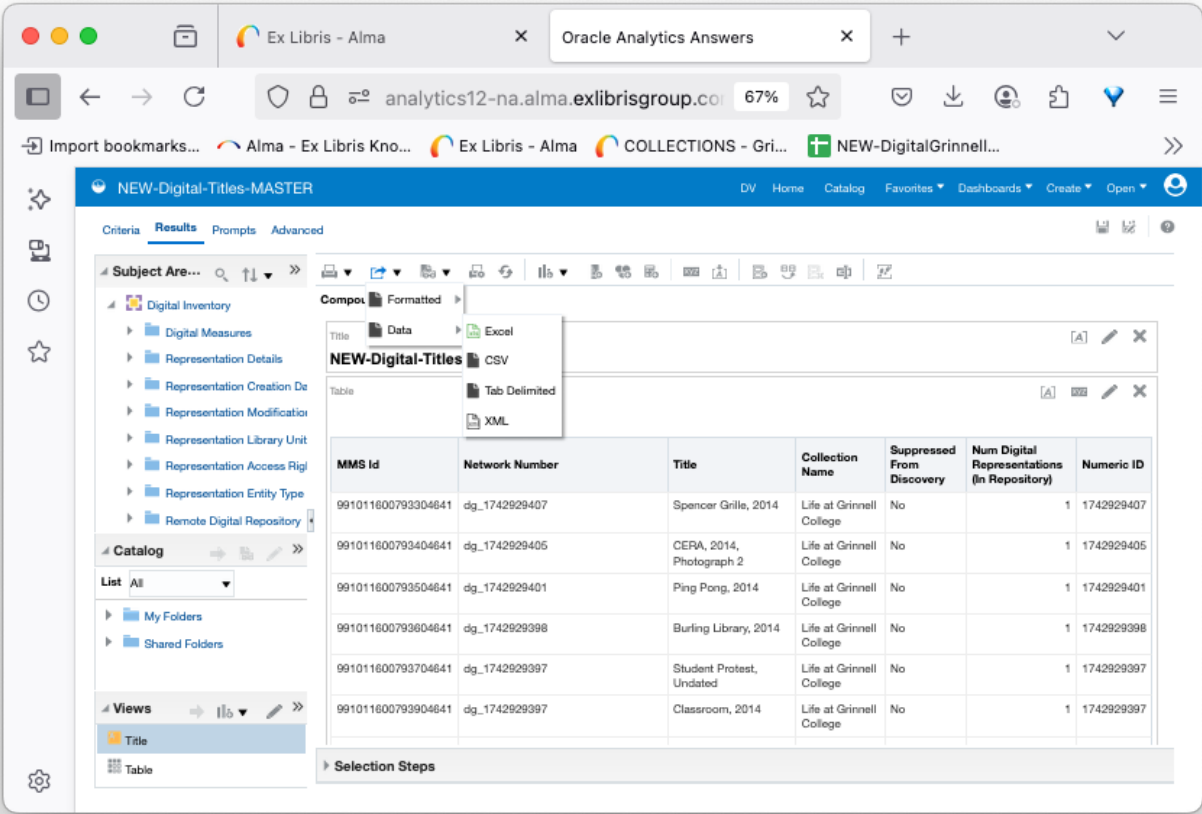 Ex Libris - Alma
Oracle Analytics Answers
analytics12-na.alma.exlibrisgroup.co
67%
Import bookmarks...
Alma - Ex Libris Kno...
Ex Libris - Alma
COLLECTIONS - Gri...
NEW-DigitalGrinnell...
NEW-Digital-Titles-MASTER
DV Home Catalog Favorites Dashboards Create Open
Criteria Results Prompts Advanced
Subject Are...
Digital Inventory
Digital Measures
Representation Details
Representation Creation Da
Representation Modification
Representation Library Unit
Representation Access Rig
Representation Entity Type
Remote Digital Repository
Catalog
List All
My Folders
Shared Folders
Views
Title
Table
Compou
Formatted
Data
Excel
CSV
Tab Delimited
XML
Title
NEW-Digital-Titles
Table
MMS Id Network Number Title Collection Name Suppressed From Discovery Num Digital Representations (In Repository) Numeric ID
991011600793304641 dg_1742929407 Spencer Grille, 2014 Life at Grinnell College No 1 1742929407
991011600793404641 dg_1742929405 CERA, 2014, Photograph 2 Life at Grinnell College No 1 1742929405
991011600793504641 dg_1742929401 Ping Pong, 2014 Life at Grinnell College No 1 1742929401
991011600793604641 dg_1742929398 Burling Library, 2014 Life at Grinnell College No 1 1742929398
991011600793704641 dg_1742929397 Student Protest, Undated Life at Grinnell College No 1 1742929397
991011600793904641 dg_1742929397 Classroom, 2014 Life at Grinnell College No 1 1742929397
Selection Steps